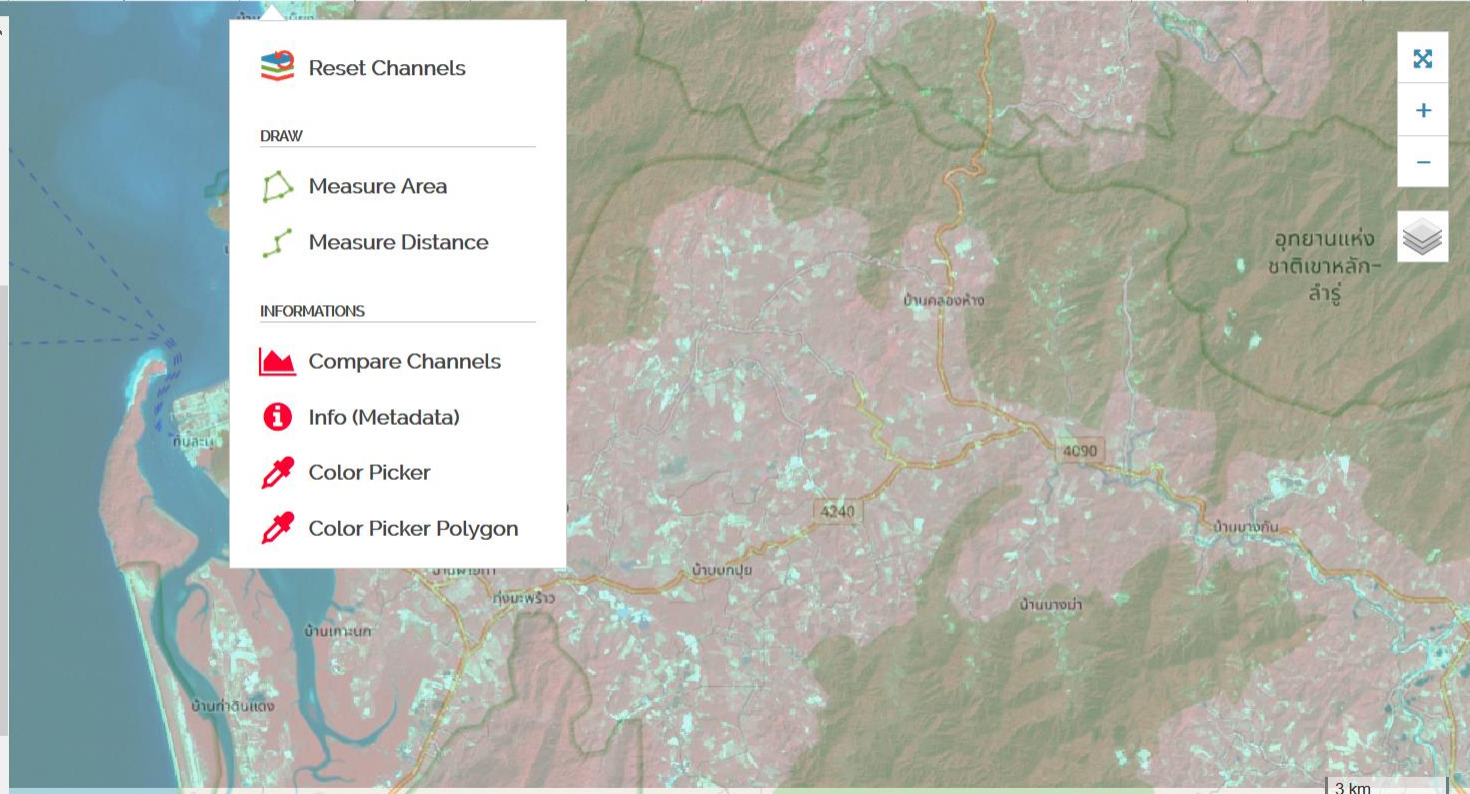 Reset Channels
DRAW
Measure Area
Measure Distance
INFORMATIONS
Compare Channels
Info (Metadata)
Color Picker
Color Picker Polygon
+
−
อุทยานแห่ง
ชาติเขาหลัก-
ลำรู่
บ้านคลองห้าง
ทับละมุ
4090
4240
บ้านบางกัน
บ้านบกปุย
ทุ่งมะพร้าว
บ้านบางม่า
บ้านเกาะนก
บ้านท่าดินแดง
3 km